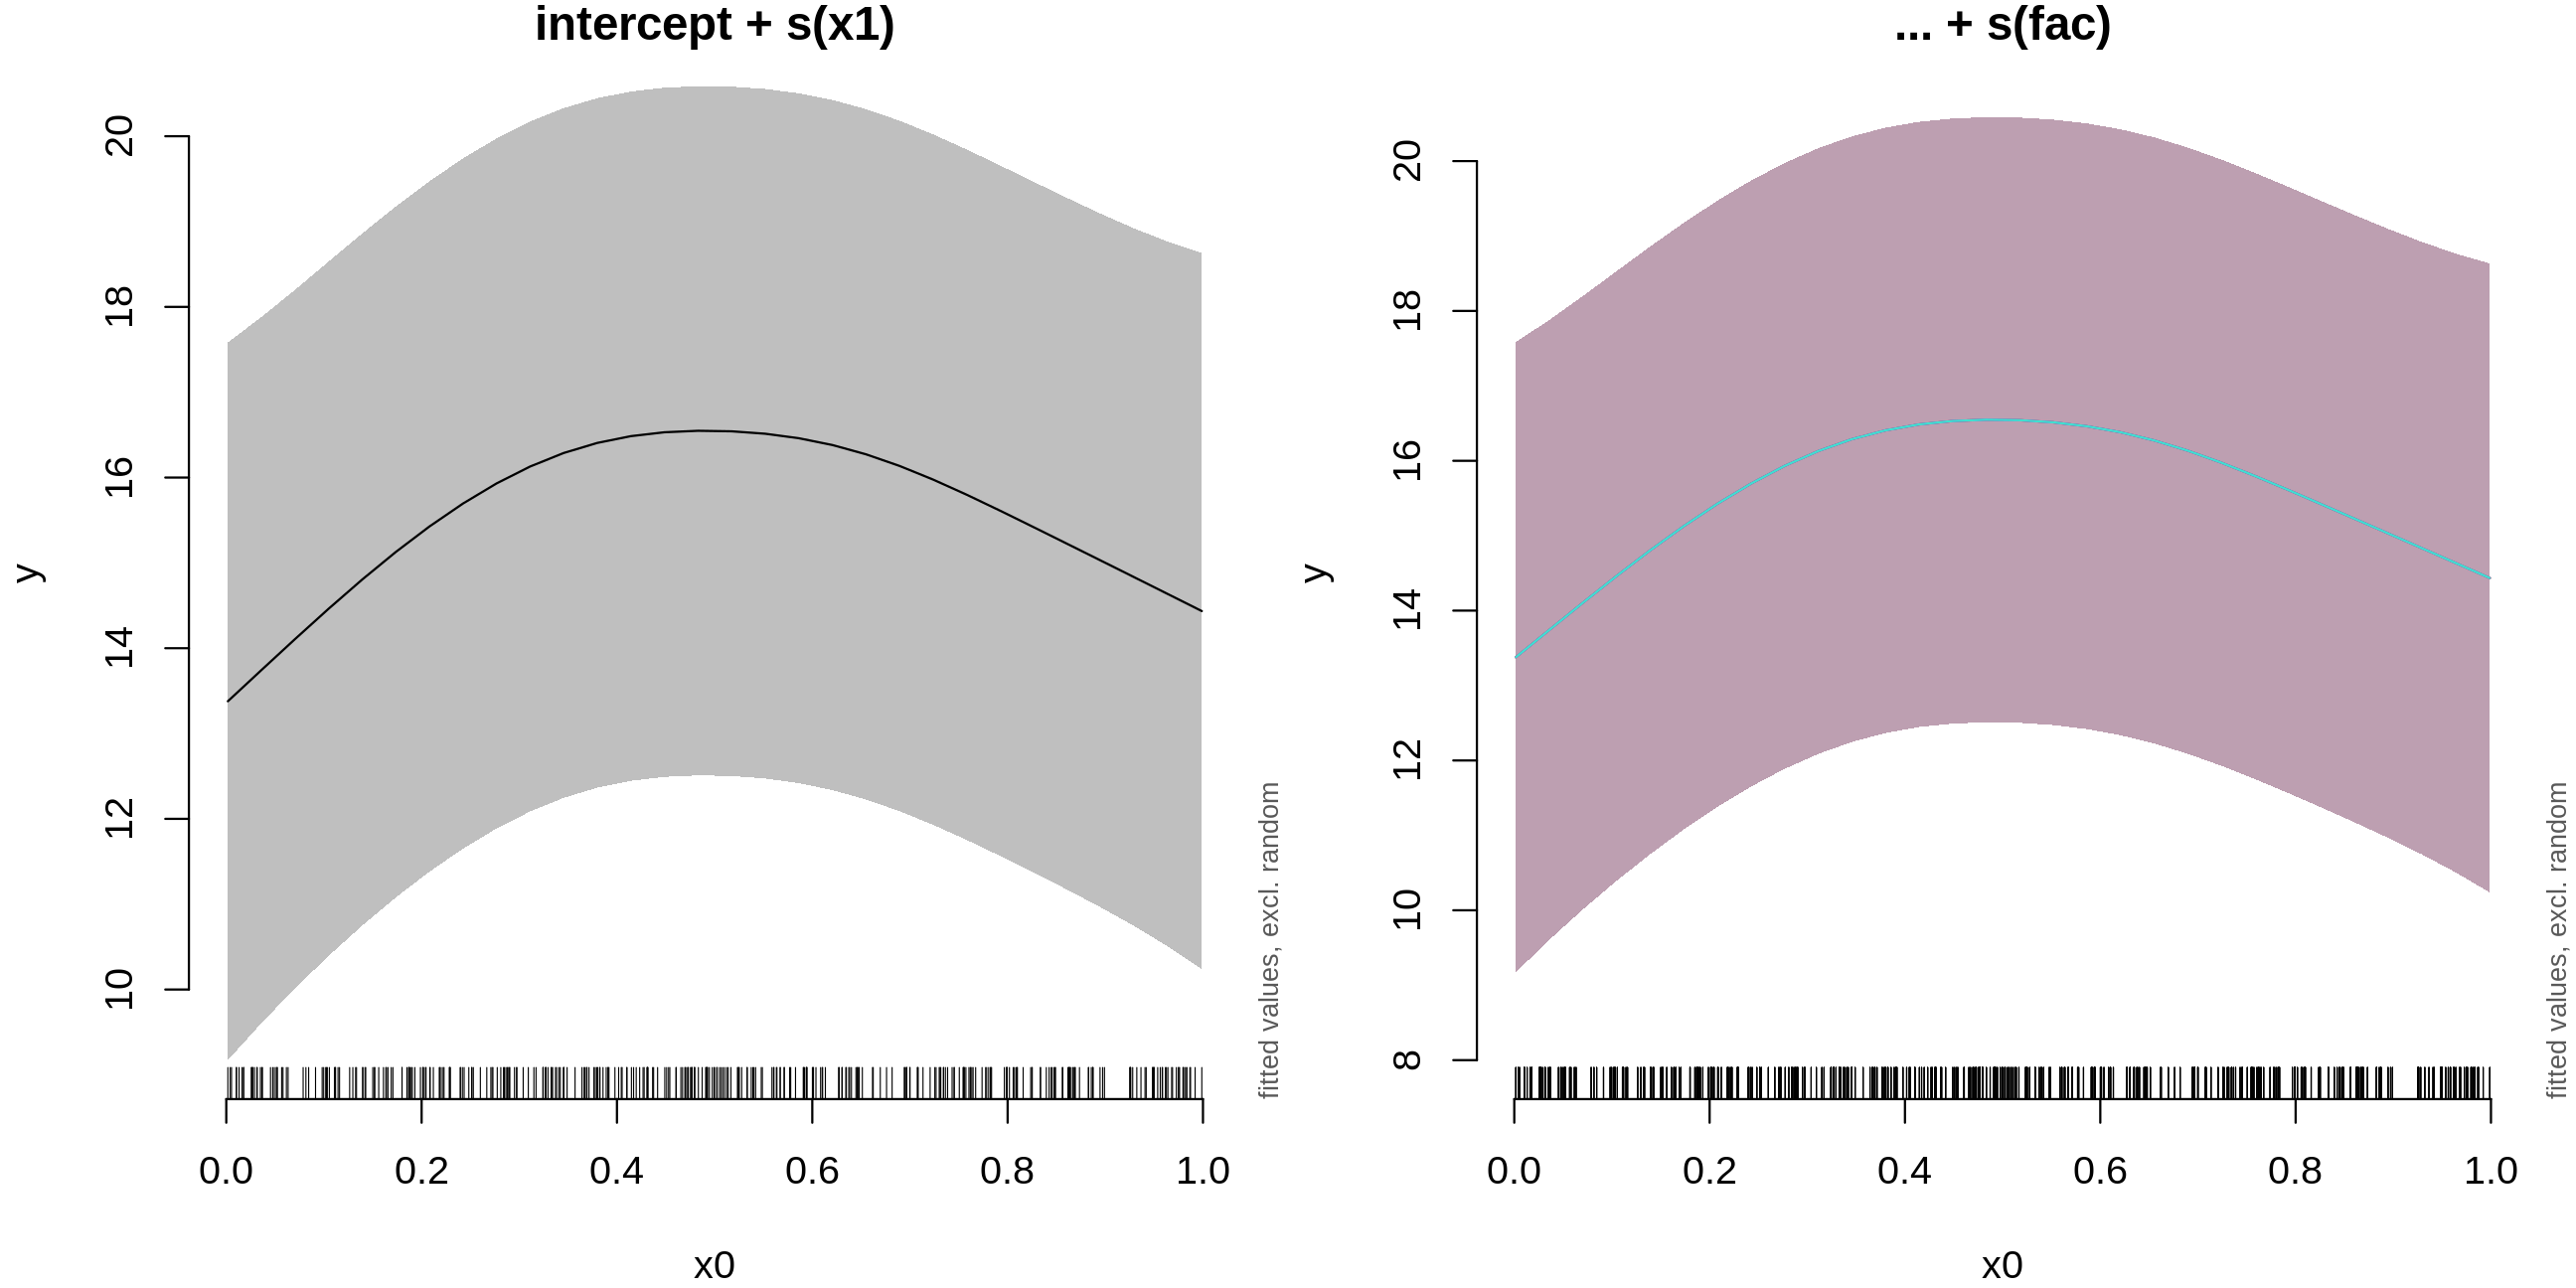 intercept + s(x1)
y
20
18
16
14
12
10
0.0 0.2 0.4 0.6 0.8 1.0
x0
fitted values, excl. random
... + s(fac)
y
20
18
16
14
12
10
8
0.0 0.2 0.4 0.6 0.8 1.0
x0
fitted values, excl. random